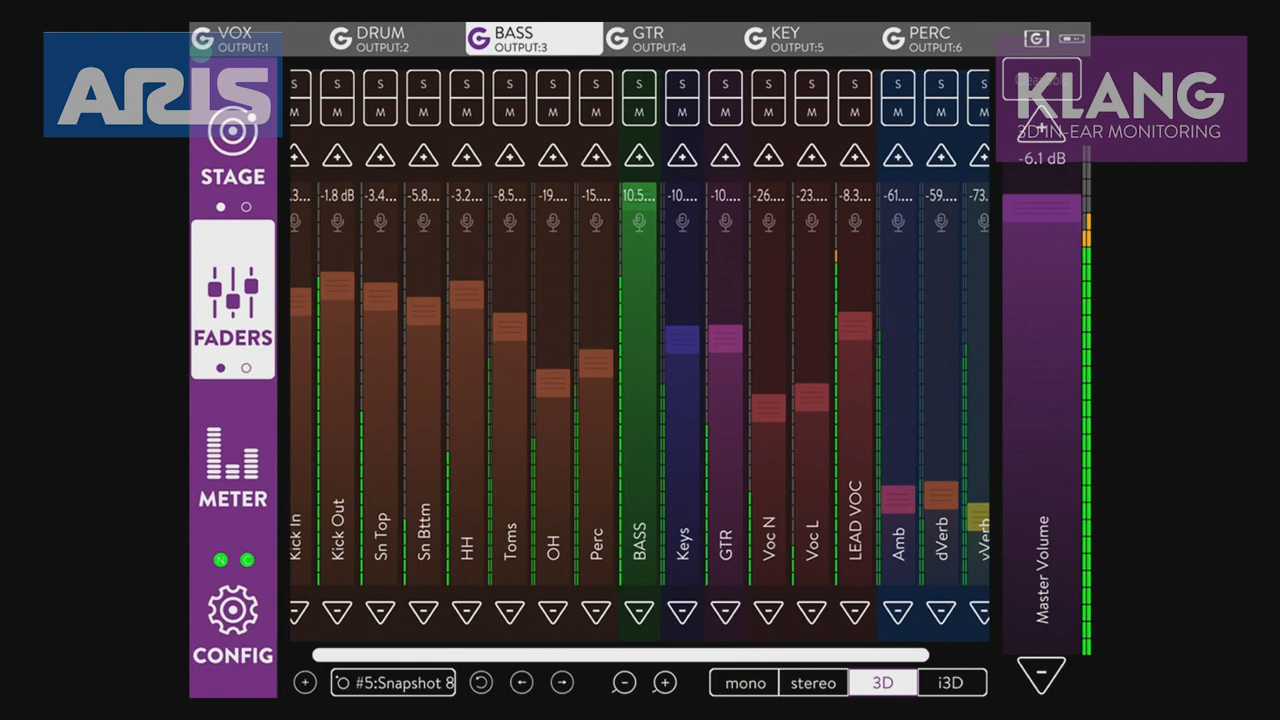 VOX
OUTPUT:1
DRUM
OUTPUT:2
BASS
OUTPUT:3
GTR
OUTPUT:4
KEY
OUTPUT:5
PERC
OUTPUT:6
ARIS
KLANG
3D IN-EAR MONITORING
S S S S S S S S S S S S S S S S S
M M M M M M M M M M M M M M M M M
-6.1 dB
STAGE
.3... -1.8 dB -3.4... -5.8... -3.2... -8.5... -19.... -15.... 10.5... -10.... -10.... -26.... -23.... -8.3... -61.... -59.... -73.
FADERS
METER
N C
CONFIG
Kick In
Kick Out
Sn Top
Sn Bttm
HH
Toms
OH
Perc
BASS
Keys
GTR
Voc N
Voc L
LEAD VOC
Amb
dVerb
vVerb
Master Volume
#5:Snapshot 8
mono stereo 3D i3D